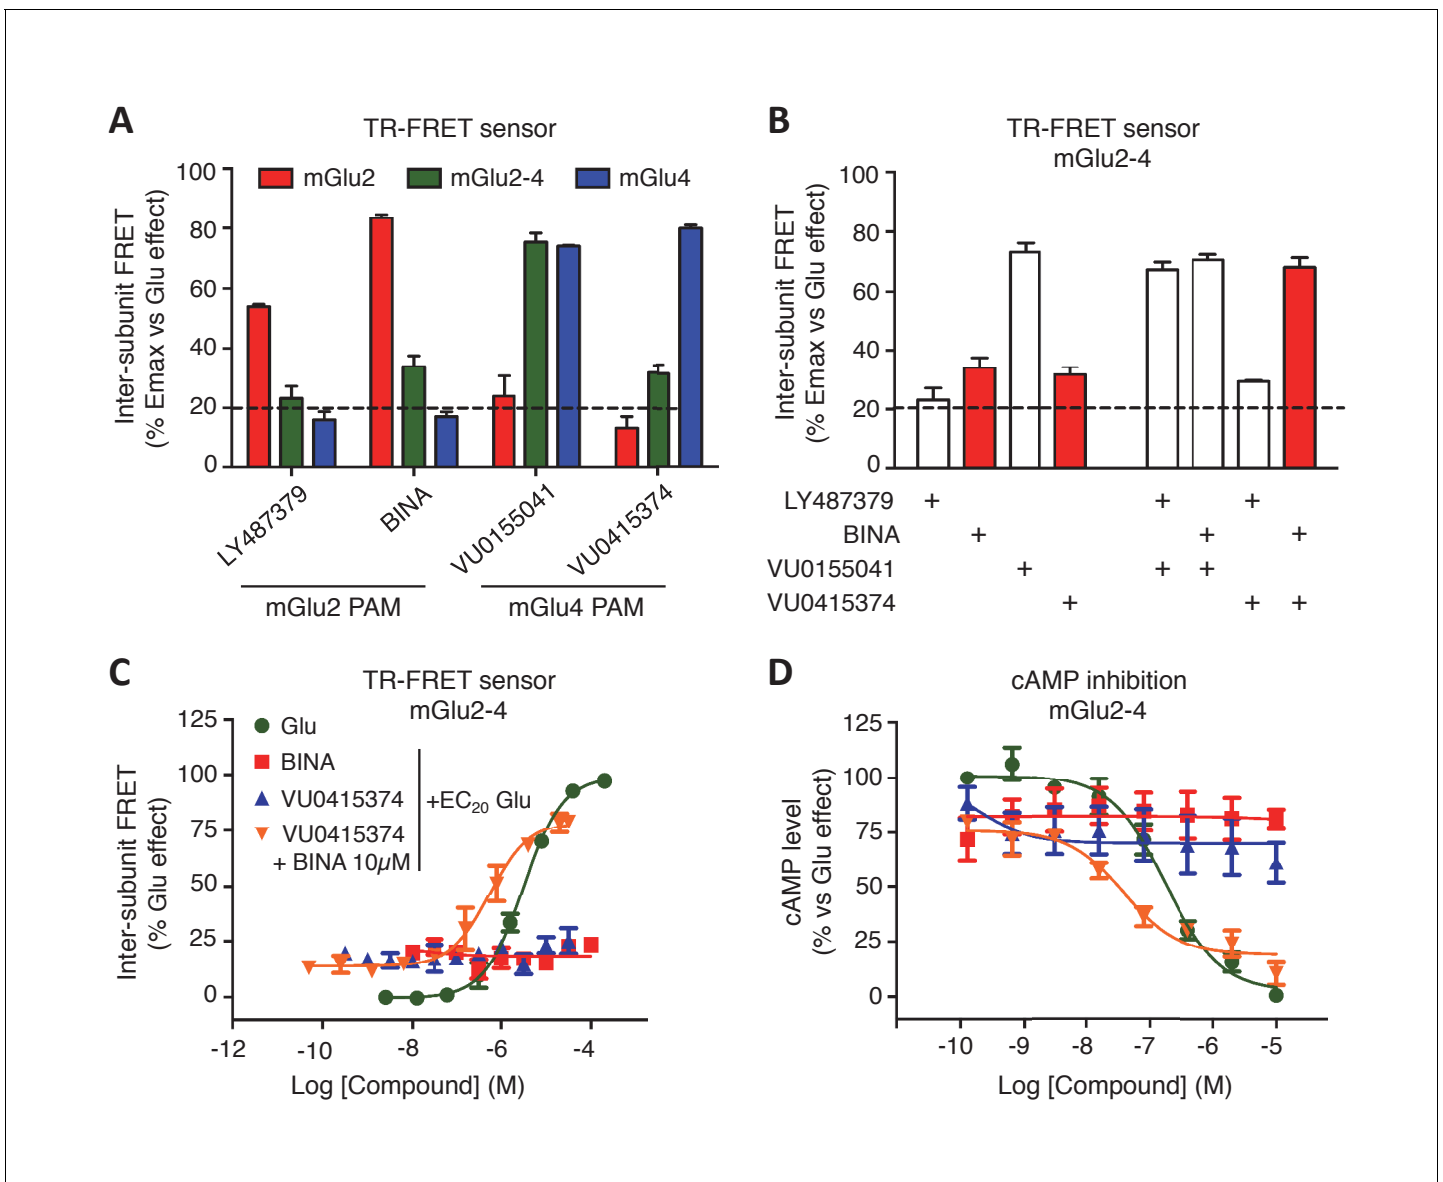 A
TR-FRET sensor
mGlu2
mGlu2-4
mGlu4
Inter-subunit FRET
(% Emax vs Glu effect)
100
80
60
40
20
0
LY487379
BINA
VU0155041
VU0415374
mGlu2 PAM
mGlu4 PAM
B
TR-FRET sensor
mGlu2-4
Inter-subunit FRET
(% Emax vs Glu effect)
100
80
60
40
20
0
LY487379 + + +
BINA + + +
VU0155041 + + +
VU0415374 + + +
C
TR-FRET sensor
mGlu2-4
Inter-subunit FRET
(% Glu effect)
125
100
75
50
25
0
Glu
BINA
VU0415374
VU0415374
+ BINA 10µM
+EC20 Glu
-12 -10 -8 -6 -4
Log [Compound] (M)
D
cAMP inhibition
mGlu2-4
cAMP level
(% vs Glu effect)
125
100
75
50
25
0
-10 -9 -8 -7 -6 -5
Log [Compound] (M)